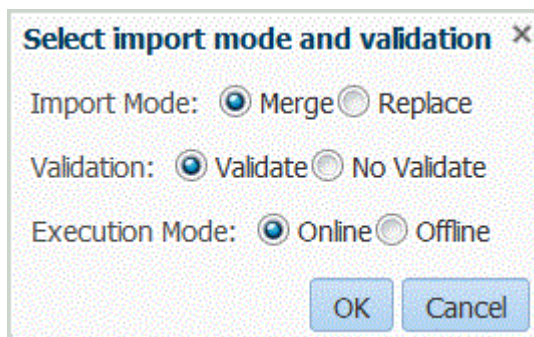 Select import mode and validation ×
Import Mode: Merge Replace
Validation: Validate No Validate
Execution Mode: Online Offline
OK Cancel